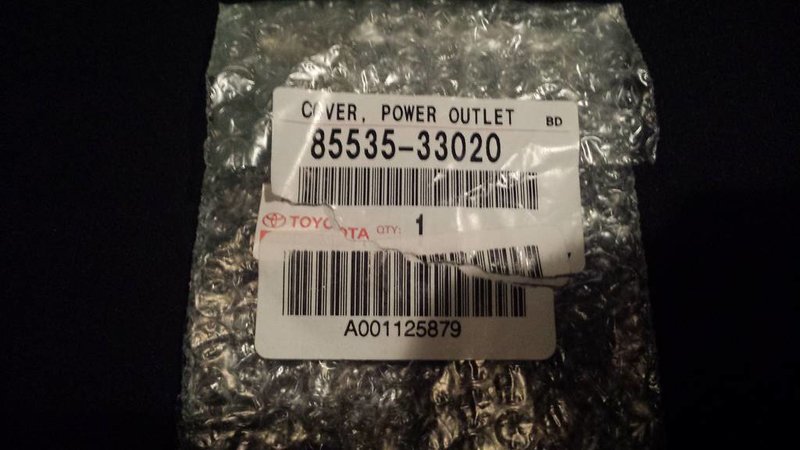 COVER, POWER OUTLET BD
85535-33020
TOYOTA QTY: 1
A001125879